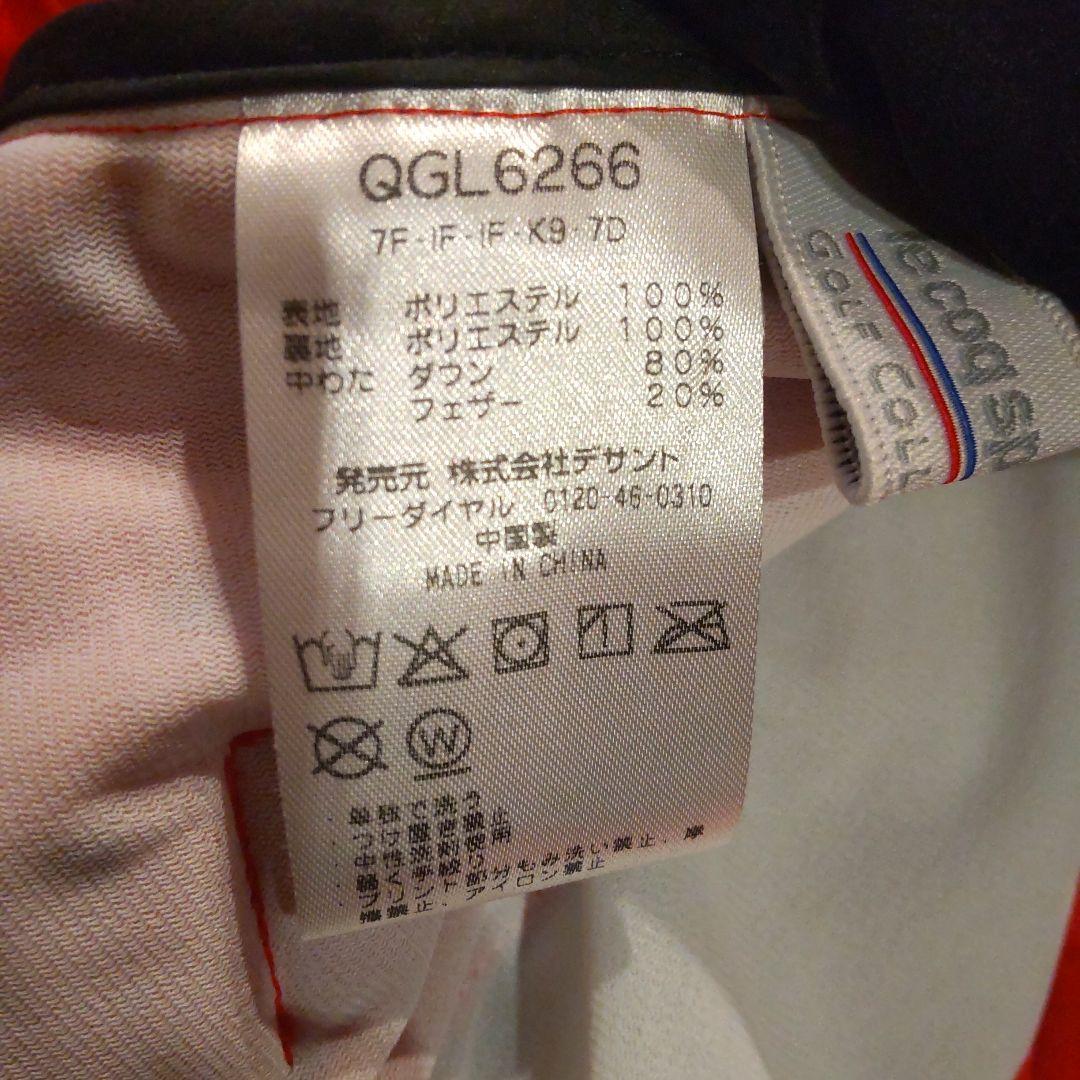 QGL6266
7F-IF-IF-K9-7D
表地 ポリエステル 100%
裏地 ポリエステル 100%
中わた ダウン 80%
フェザー 20%
発売元 株式会社デサント
フリーダイヤル 0120-46-0310
中国製
MADE IN CHINA
W
le coq sp
GOLF COLL